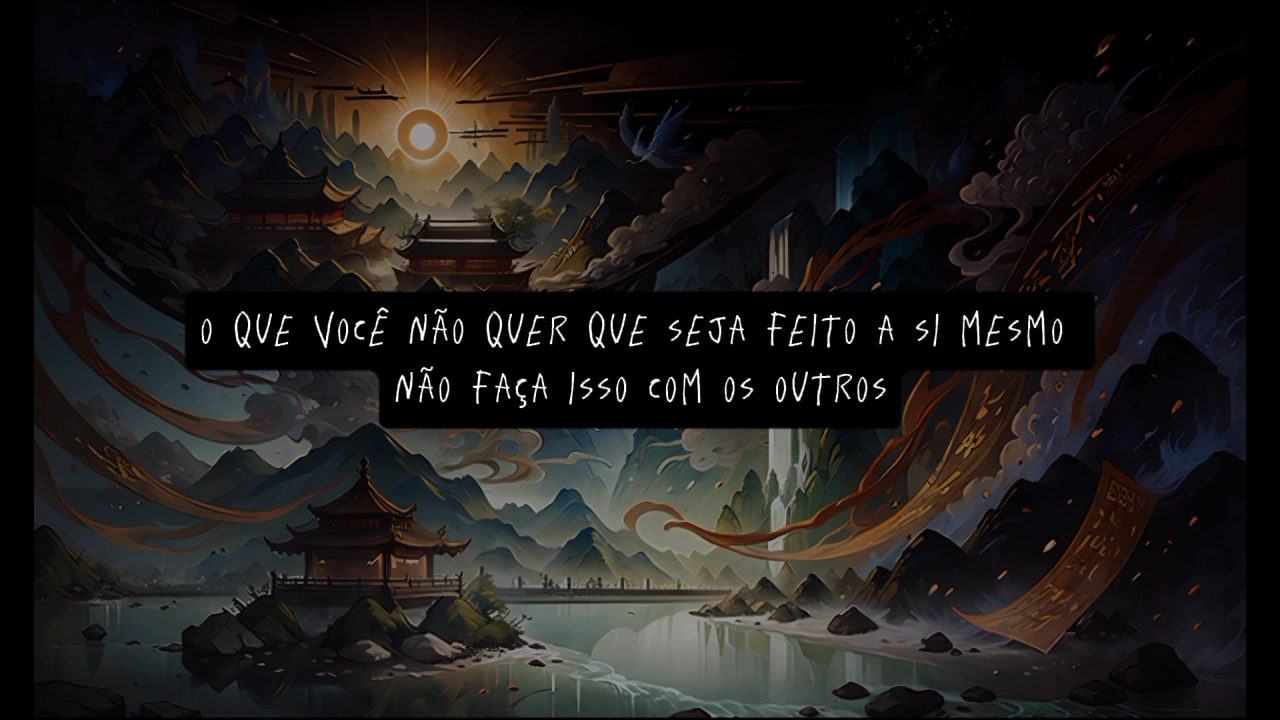 O QUE VOCÊ NÃO QUER QUE SEJA FEITO A SI MESMO
NÃO FAÇA ISSO COM OS OUTROS